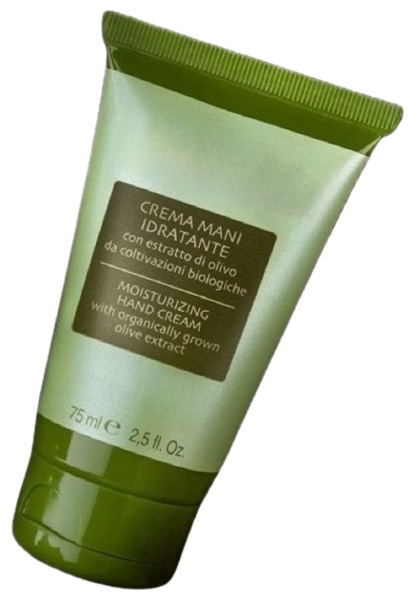 CREMA MANI
IDRATANTE
con estratto di olivo
da coltivazioni biologiche
MOISTURIZING
HAND CREAM
with organically grown
olive extract
75 ml ℮ 2,5 fl. Oz.